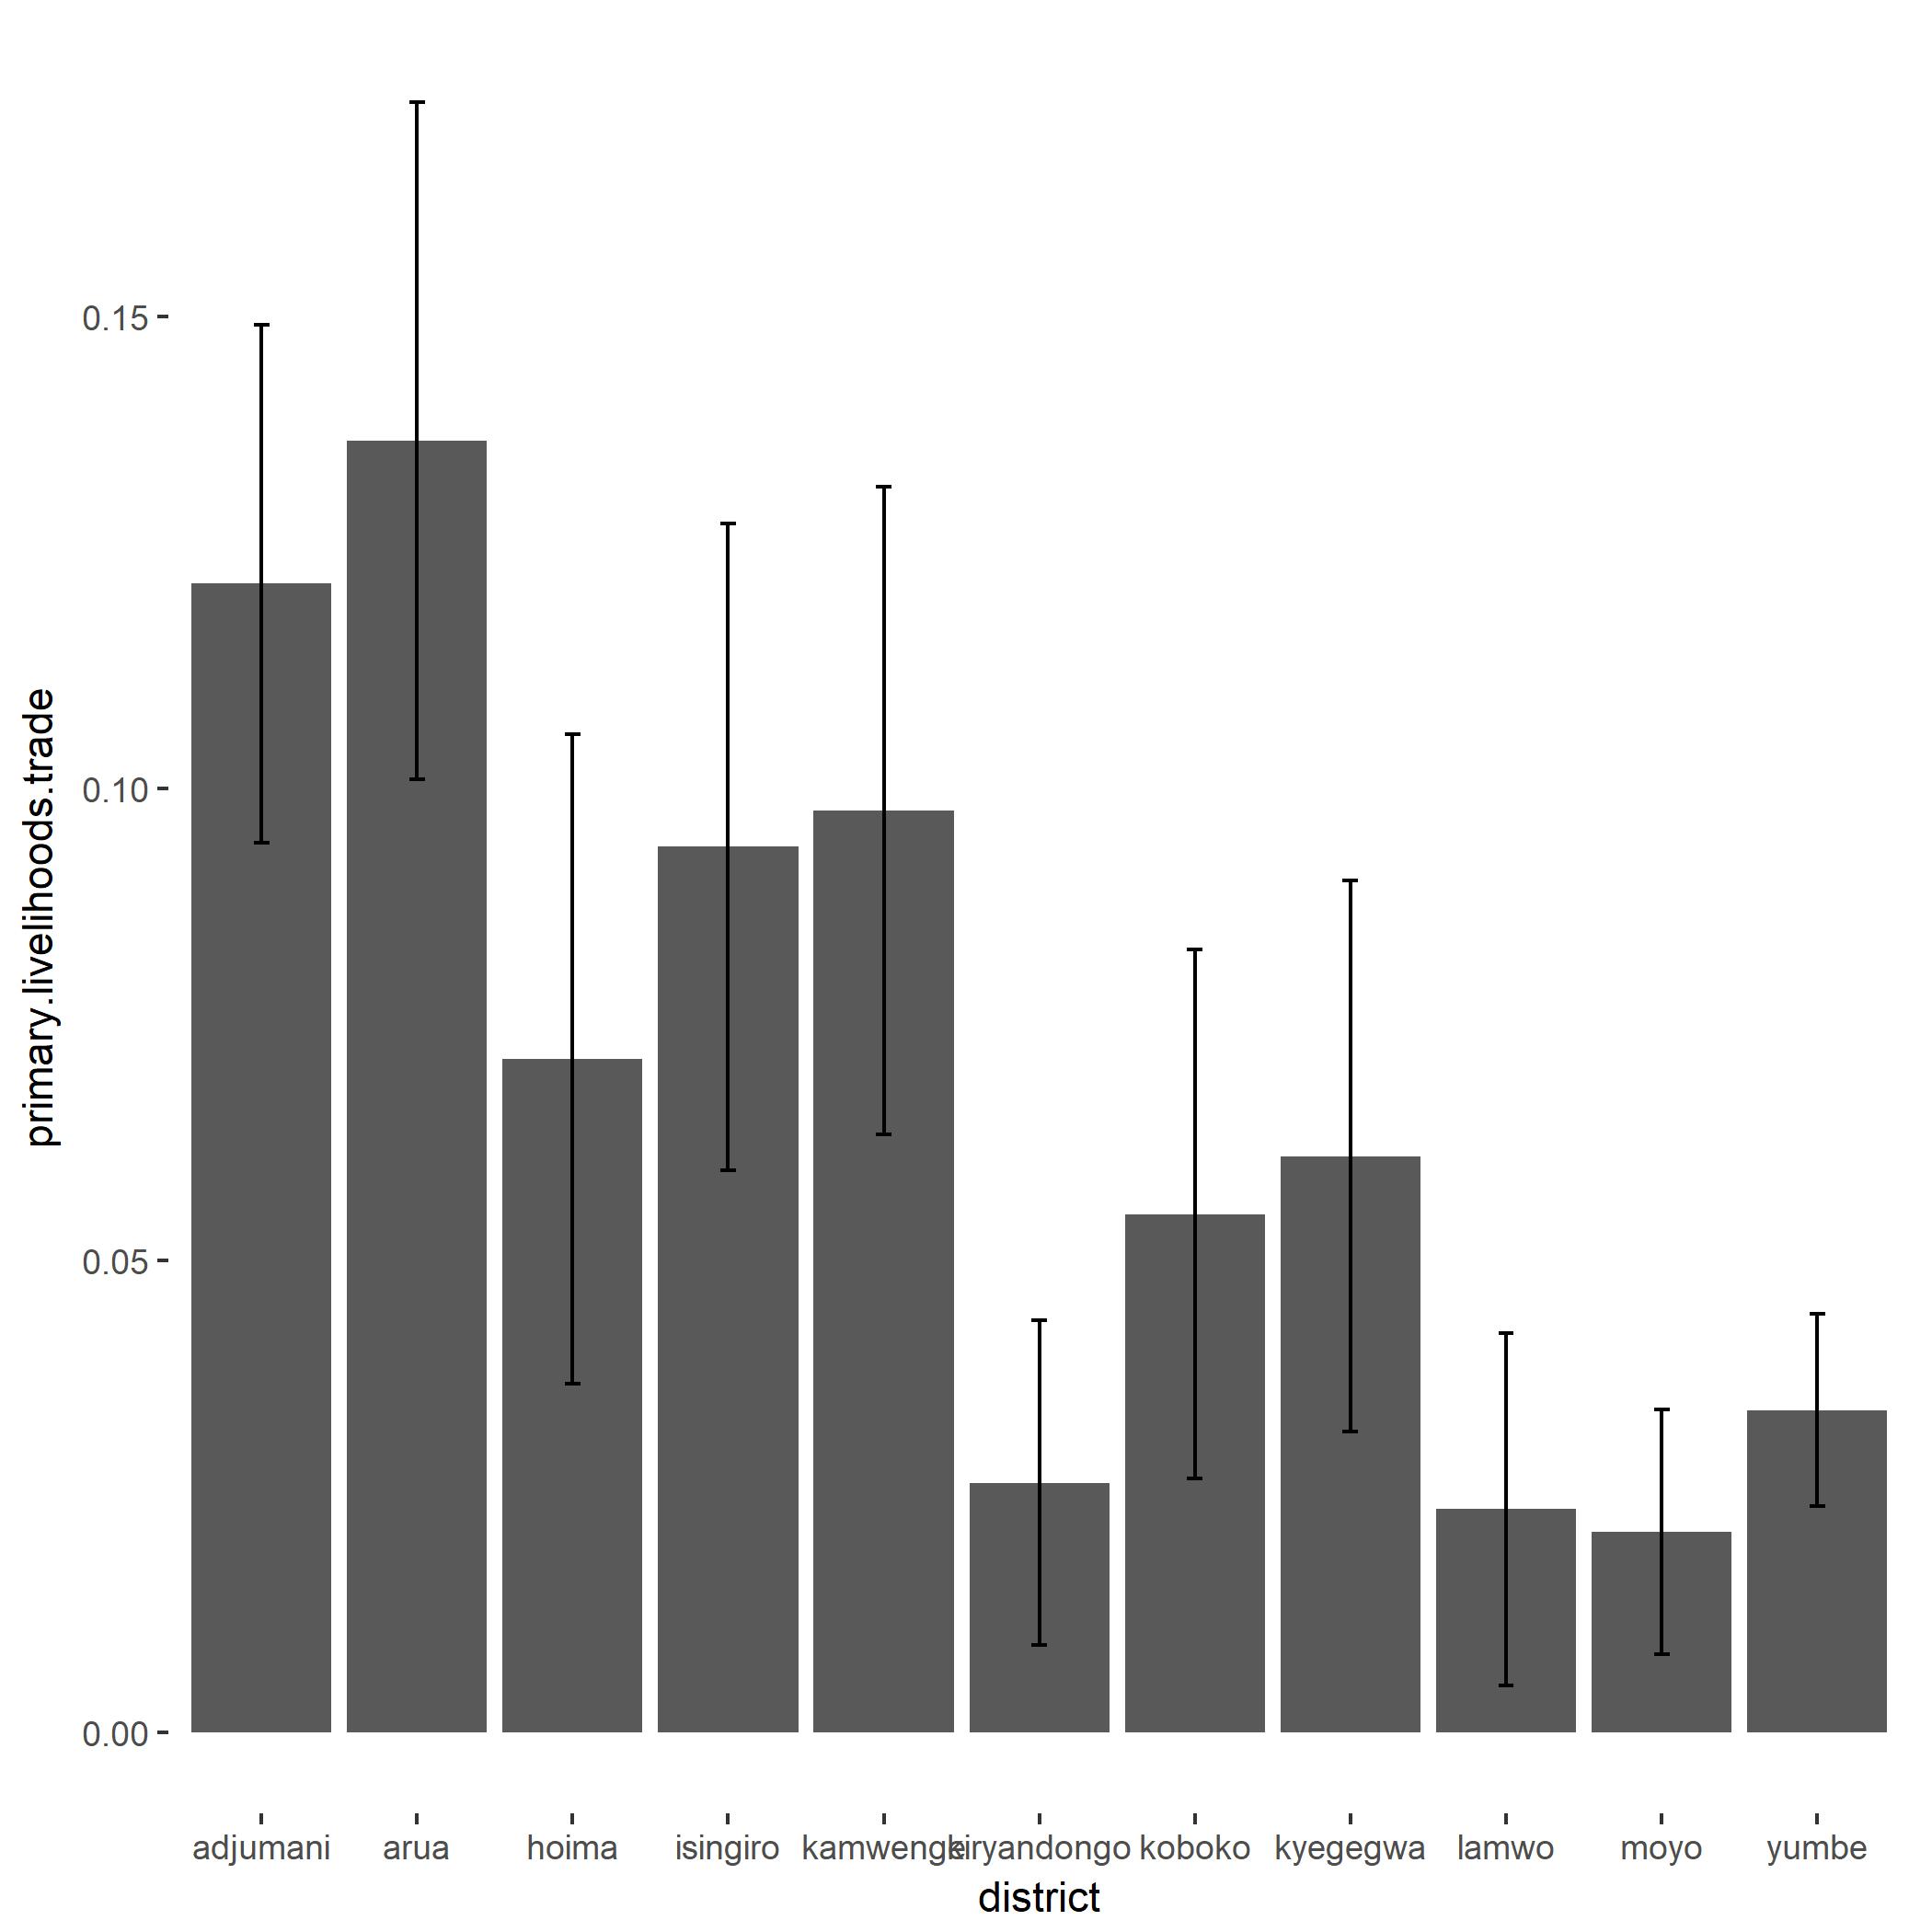 primary.livelihoods.trade
0.15
0.10
0.05
0.00
adjumani arua hoima isingiro kamwenge kiryandongo koboko kyegegwa lamwo moyo yumbe
district